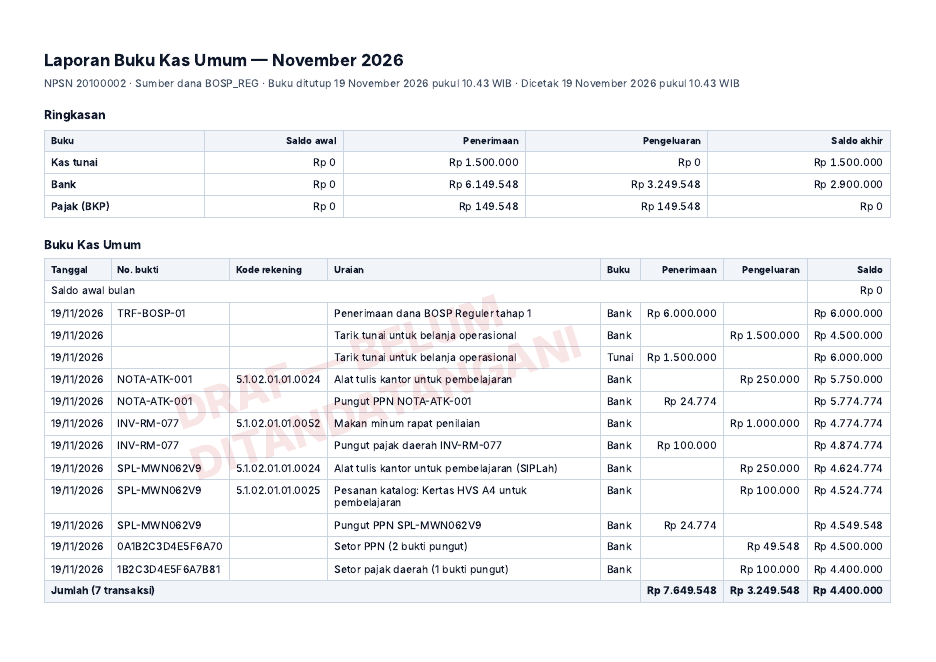 Laporan Buku Kas Umum — November 2026
NPSN 20100002 · Sumber dana BOSP_REG · Buku ditutup 19 November 2026 pukul 10.43 WIB · Dicetak 19 November 2026 pukul 10.43 WIB
Ringkasan
Buku Saldo awal Penerimaan Pengeluaran Saldo akhir
Kas tunai Rp 0 Rp 1.500.000 Rp 0 Rp 1.500.000
Bank Rp 0 Rp 6.149.548 Rp 3.249.548 Rp 2.900.000
Pajak (BKP) Rp 0 Rp 149.548 Rp 149.548 Rp 0
Buku Kas Umum
Tanggal No. bukti Kode rekening Uraian Buku Penerimaan Pengeluaran Saldo
Saldo awal bulan Rp 0
19/11/2026 TRF-BOSP-01 Penerimaan dana BOSP Reguler tahap 1 Bank Rp 6.000.000 Rp 6.000.000
19/11/2026 Tarik tunai untuk belanja operasional Bank Rp 1.500.000 Rp 4.500.000
19/11/2026 Tarik tunai untuk belanja operasional Tunai Rp 1.500.000 Rp 6.000.000
19/11/2026 NOTA-ATK-001 5.1.02.01.01.0024 Alat tulis kantor untuk pembelajaran Bank Rp 250.000 Rp 5.750.000
19/11/2026 NOTA-ATK-001 Pungut PPN NOTA-ATK-001 Bank Rp 24.774 Rp 5.774.774
19/11/2026 INV-RM-077 5.1.02.01.01.0052 Makan minum rapat penilaian Bank Rp 1.000.000 Rp 4.774.774
19/11/2026 INV-RM-077 Pungut pajak daerah INV-RM-077 Bank Rp 100.000 Rp 4.874.774
19/11/2026 SPL-MWN062V9 5.1.02.01.01.0024 Alat tulis kantor untuk pembelajaran (SIPLah) Bank Rp 250.000 Rp 4.624.774
19/11/2026 SPL-MWN062V9 5.1.02.01.01.0025 Pesanan katalog: Kertas HVS A4 untuk Bank Rp 100.000 Rp 4.524.774
pembelajaran
19/11/2026 SPL-MWN062V9 Pungut PPN SPL-MWN062V9 Bank Rp 24.774 Rp 4.549.548
19/11/2026 0A1B2C3D4E5F6A70 Setor PPN (2 bukti pungut) Bank Rp 49.548 Rp 4.500.000
19/11/2026 1B2C3D4E5F6A7B81 Setor pajak daerah (1 bukti pungut) Bank Rp 100.000 Rp 4.400.000
Jumlah (7 transaksi) Rp 7.649.548 Rp 3.249.548 Rp 4.400.000
DRAF — BELUM
DITANDATANGANI